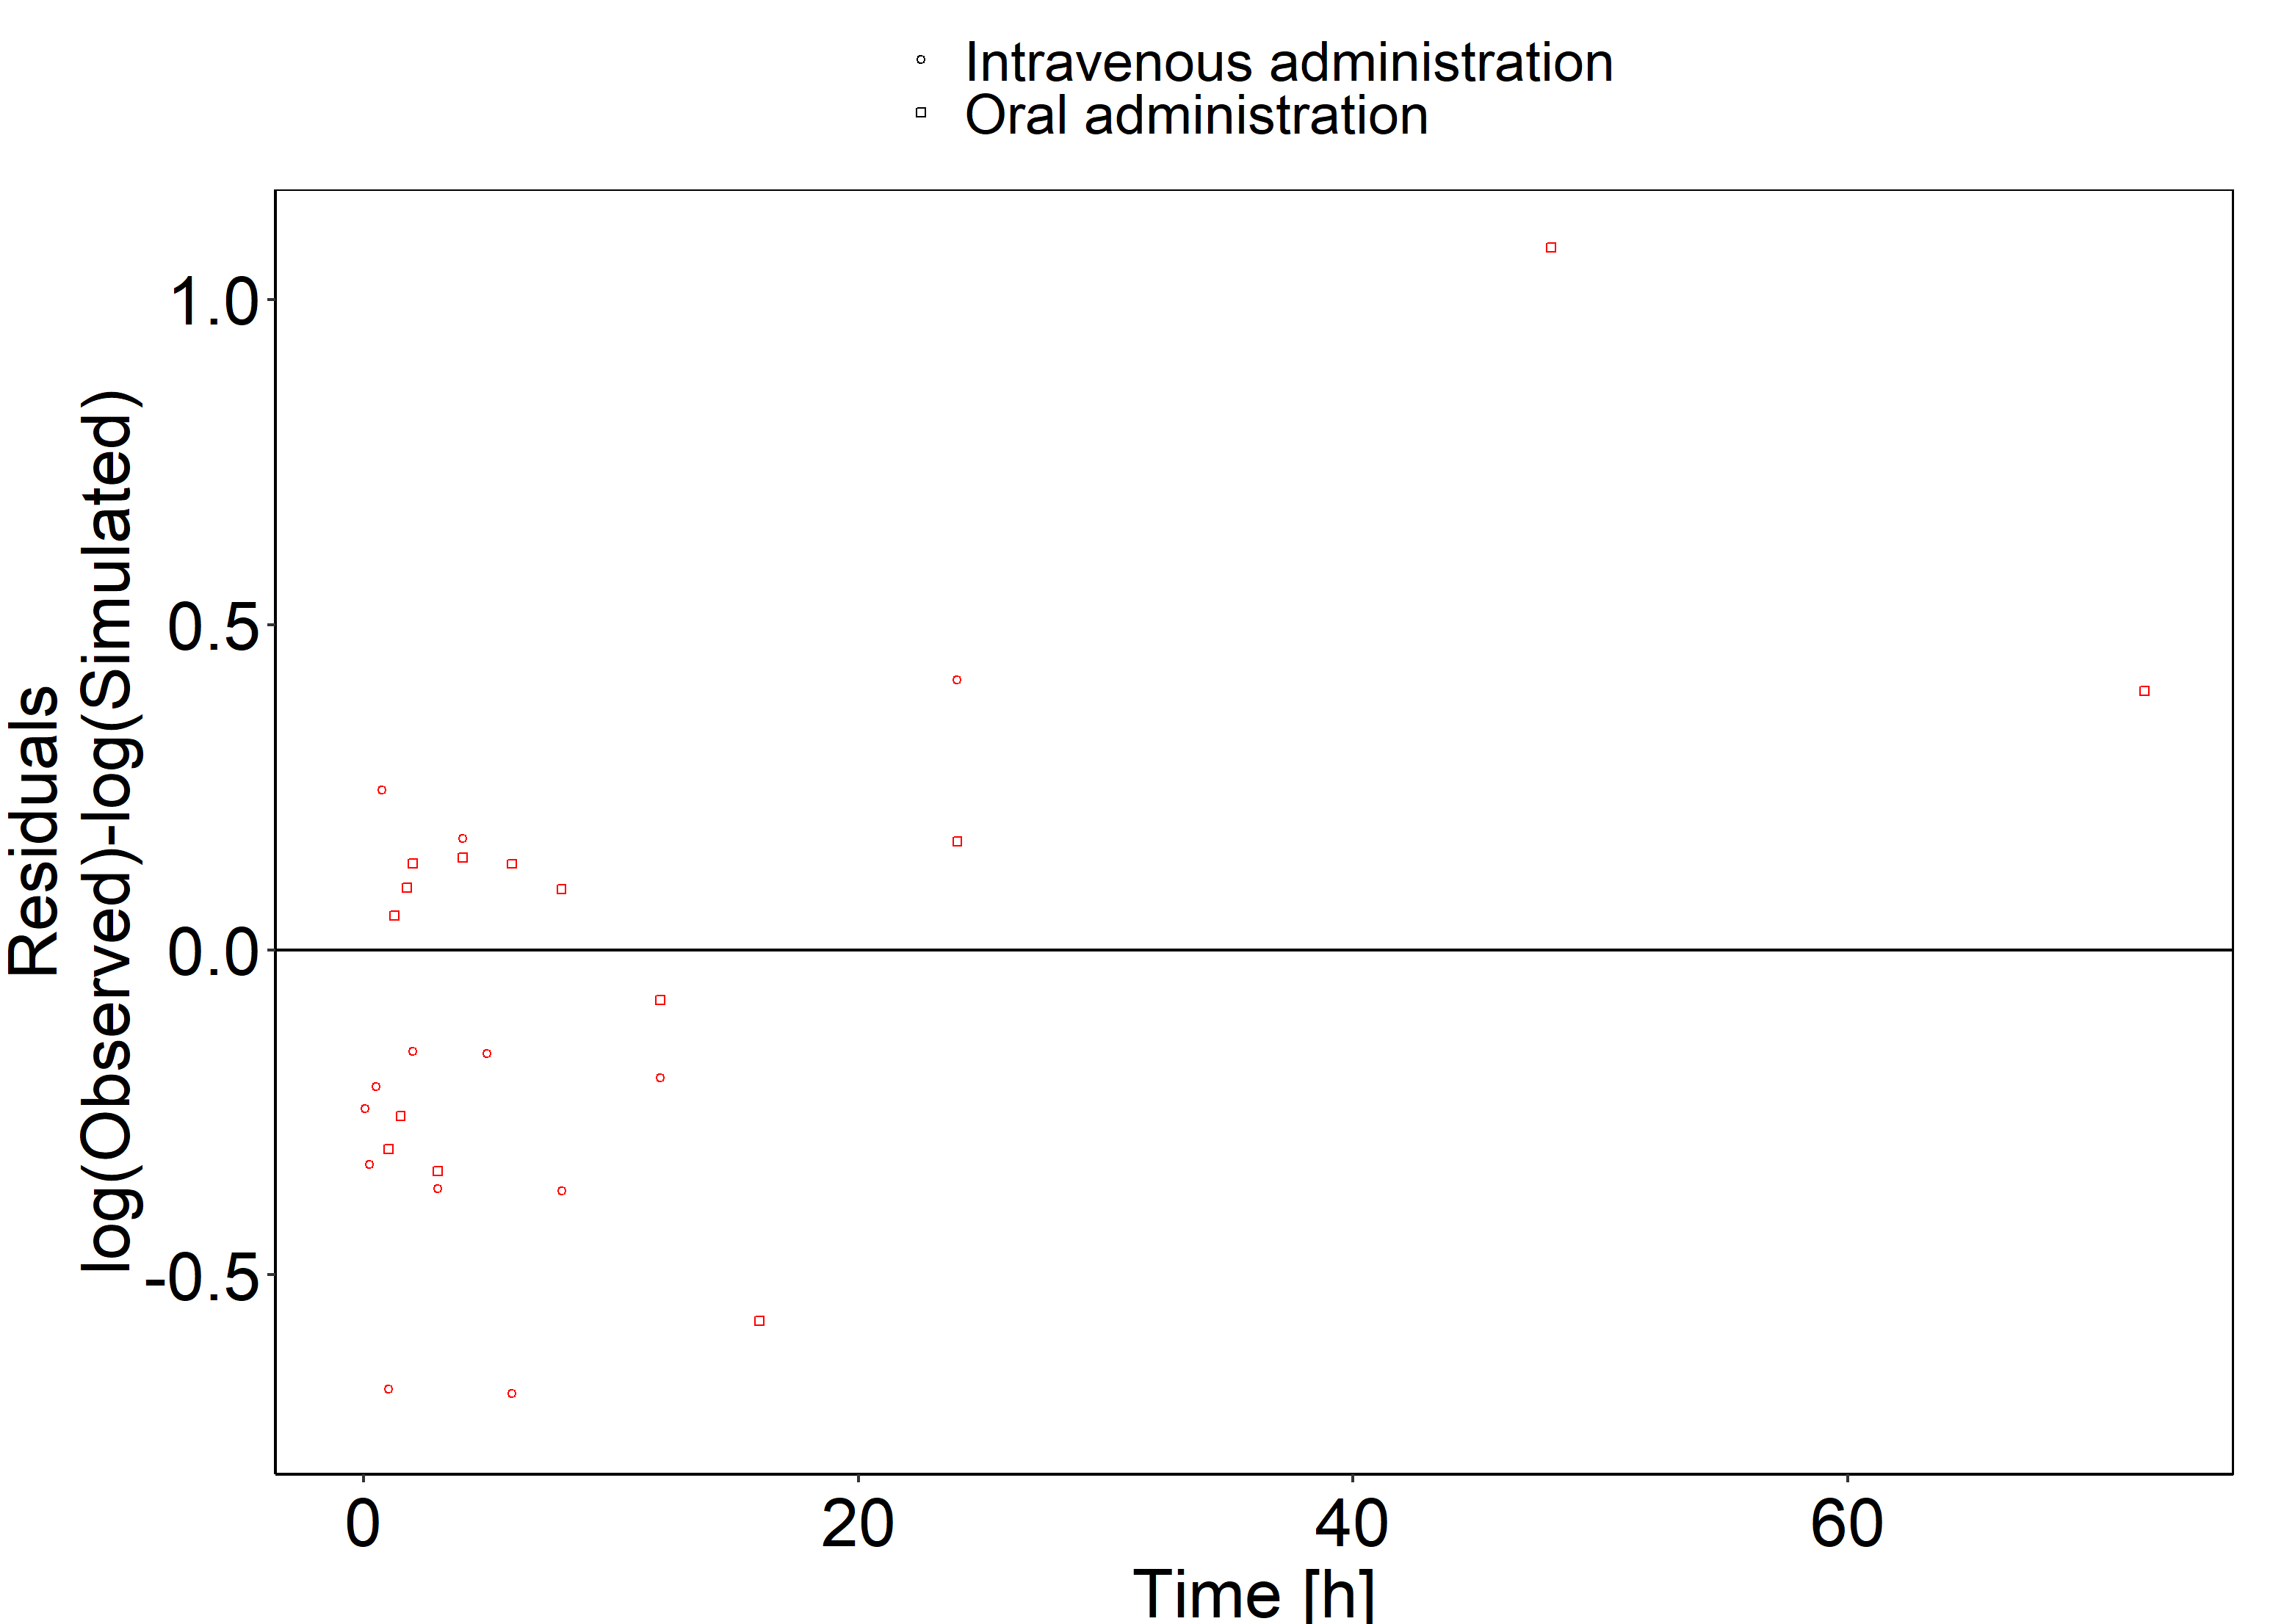 Intravenous administration
Oral administration
Residuals
log(Observed)-log(Simulated)
1.0
0.5
0.0
-0.5
0
20
40
60
Time [h]